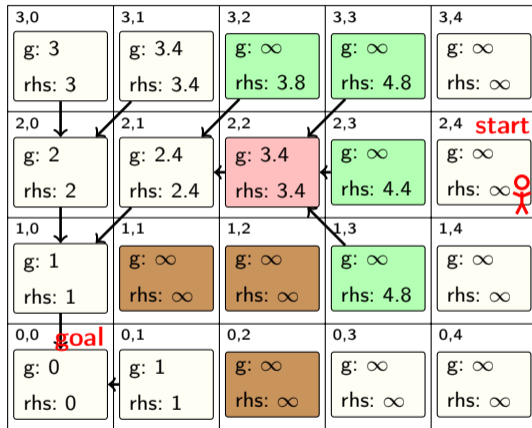 3,0 3,1 3,2 3,3 3,4
g: 3 g: 3.4 g: ∞ g: ∞ g: ∞
rhs: 3 rhs: 3.4 rhs: 3.8 rhs: 4.8 rhs: ∞
2,0 2,1 2,2 2,3 2,4 start
g: 2 g: 2.4 g: 3.4 g: ∞ g: ∞
rhs: 2 rhs: 2.4 rhs: 3.4 rhs: 4.4 rhs: ∞
1,0 1,1 1,2 1,3 1,4
g: 1 g: ∞ g: ∞ g: ∞ g: ∞
rhs: 1 rhs: ∞ rhs: ∞ rhs: 4.8 rhs: ∞
0,0 goal 0,1 0,2 0,3 0,4
g: 0 g: 1 g: ∞ g: ∞ g: ∞
rhs: 0 rhs: 1 rhs: ∞ rhs: ∞ rhs: ∞